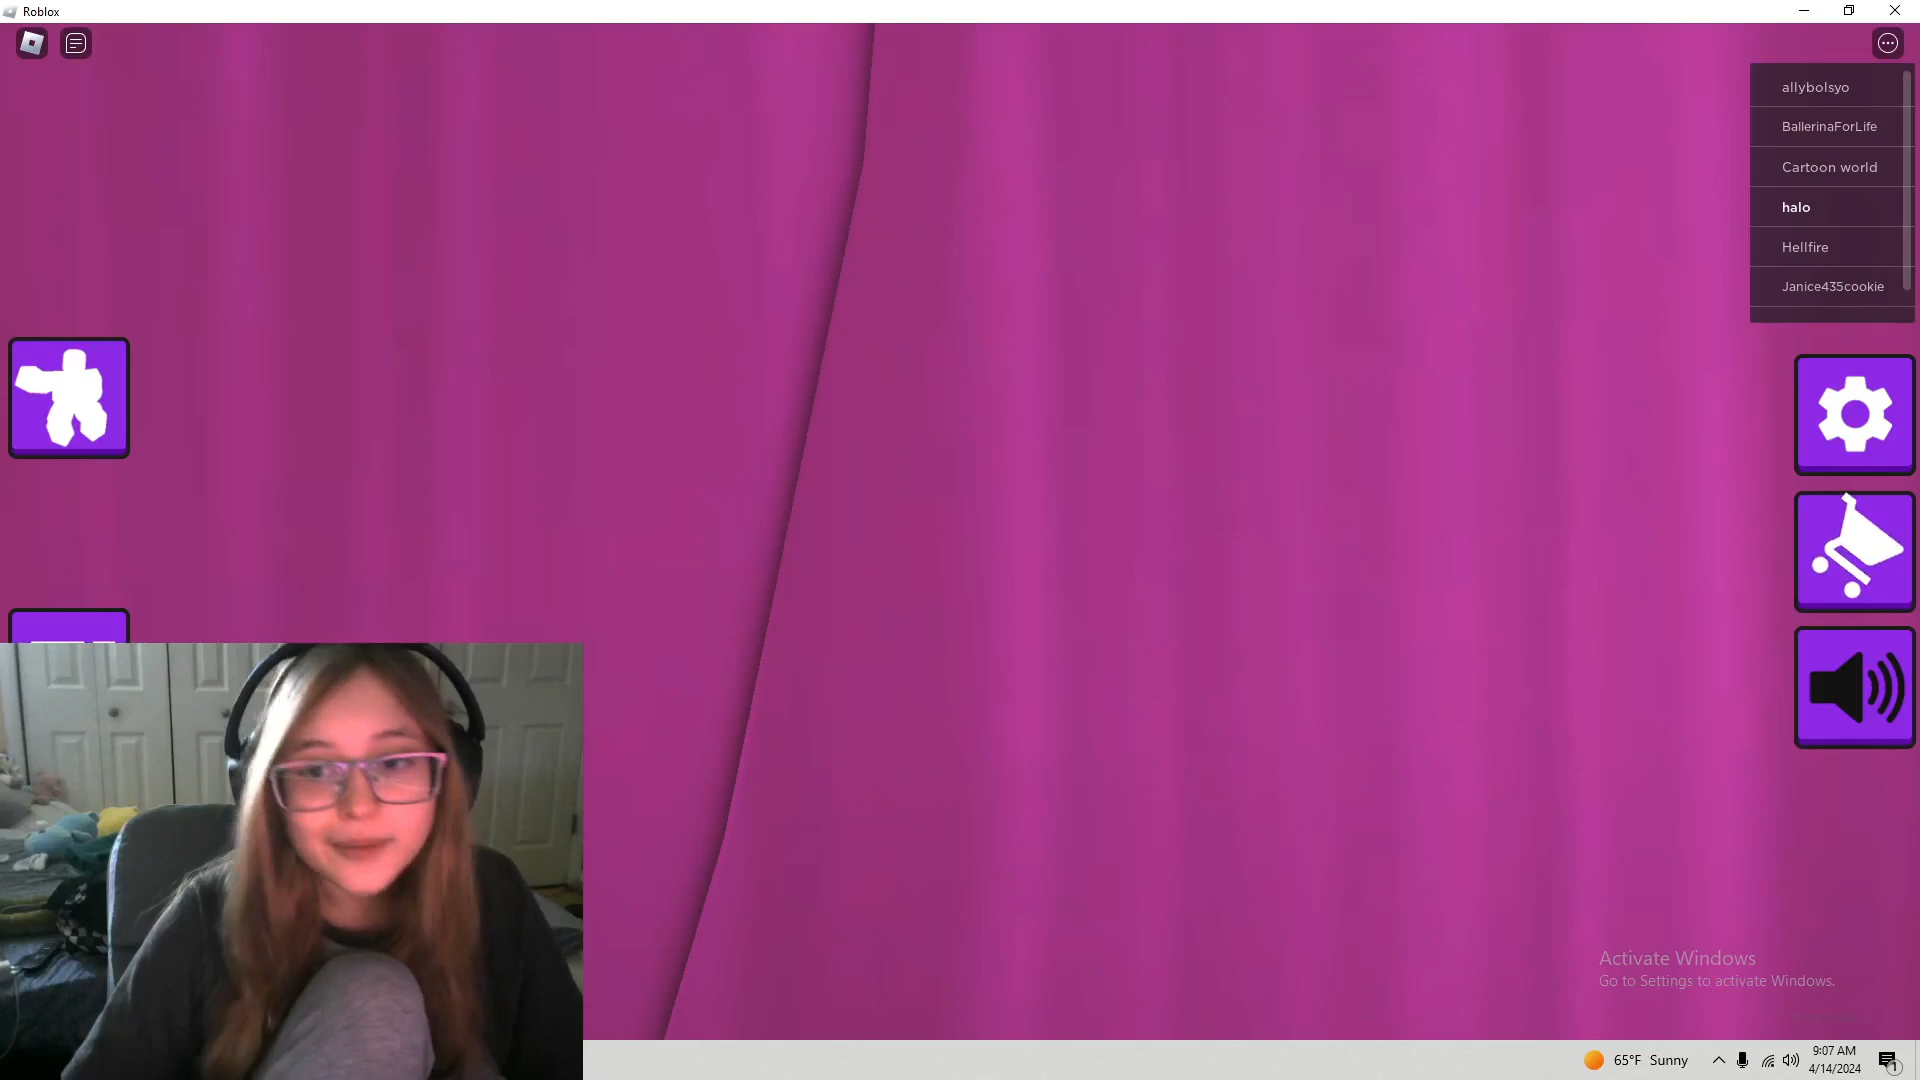 Roblox
allybolsyo
BallerinaForLife
Cartoon world
halo
Hellfire
Janice435cookie
Activate Windows
Go to Settings to activate Windows.
65°F Sunny
9:07 AM
4/14/2024
1